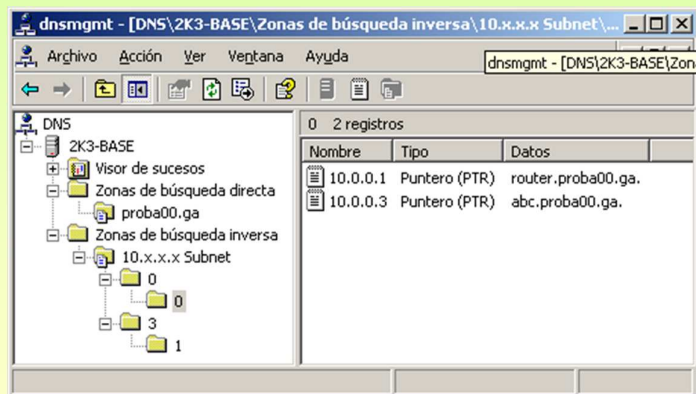 dnsmgmt - [DNS\2K3-BASE\Zonas de búsqueda inversa\10.x.x.x Subnet\...
Archivo Acción Ver Ventana Ayuda
dnsmgmt - [DNS\2K3-BASE\Zon
DNS
2K3-BASE
Visor de sucesos
Zonas de búsqueda directa
proba00.ga
Zonas de búsqueda inversa
10.x.x.x Subnet
0
0
3
1
0 2 registros
Nombre Tipo Datos
10.0.0.1 Puntero (PTR) router.proba00.ga.
10.0.0.3 Puntero (PTR) abc.proba00.ga.